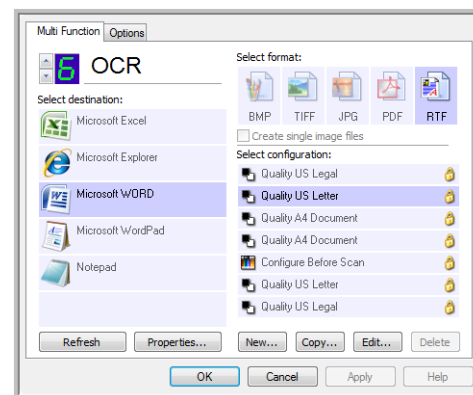 Multi Function Options
6 OCR
Select destination:
Microsoft Excel
Microsoft Explorer
Microsoft WORD
Microsoft WordPad
Notepad
Refresh Properties...
Select format:
BMP TIFF JPG PDF RTF
Create single image files
Select configuration:
Quality US Legal
Quality US Letter
Quality A4 Document
Quality A4 Document
Configure Before Scan
Quality US Letter
Quality US Legal
New... Copy... Edit... Delete
OK Cancel Apply Help